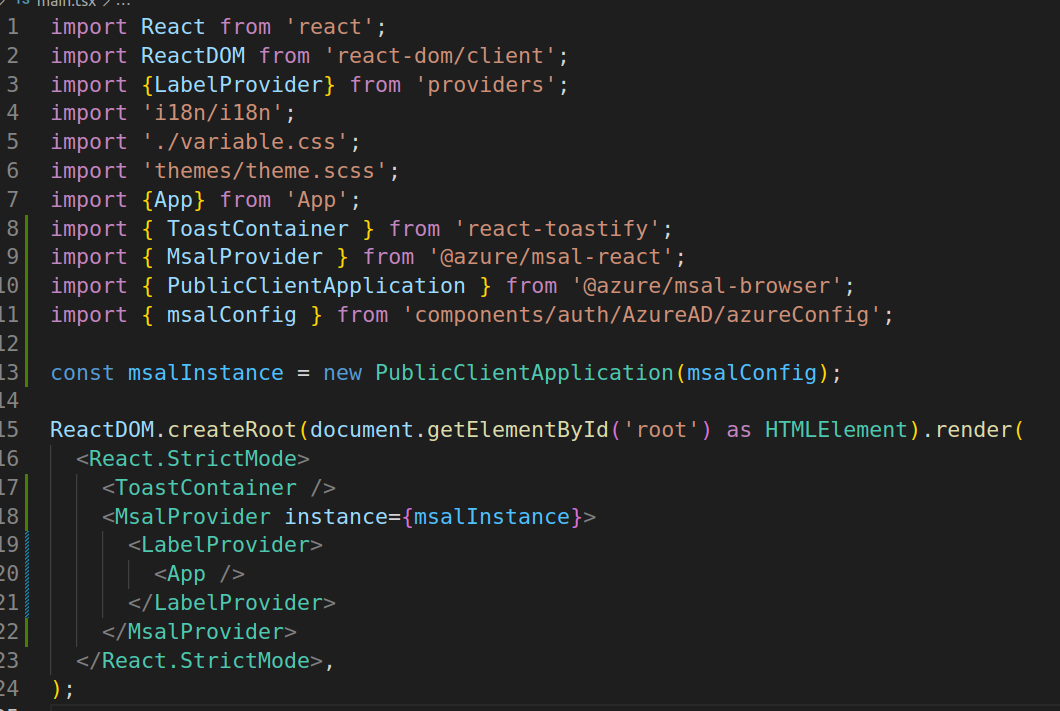 TS main.tsx > ...
1 import React from 'react';
2 import ReactDOM from 'react-dom/client';
3 import {LabelProvider} from 'providers';
4 import 'i18n/i18n';
5 import './variable.css';
6 import 'themes/theme.scss';
7 import {App} from 'App';
8 import { ToastContainer } from 'react-toastify';
9 import { MsalProvider } from '@azure/msal-react';
10 import { PublicClientApplication } from '@azure/msal-browser';
11 import { msalConfig } from 'components/auth/AzureAD/azureConfig';
12
13 const msalInstance = new PublicClientApplication(msalConfig);
14
15 ReactDOM.createRoot(document.getElementById('root') as HTMLElement).render(
16   <React.StrictMode>
17     <ToastContainer />
18     <MsalProvider instance={msalInstance}>
19       <LabelProvider>
20         <App />
21       </LabelProvider>
22     </MsalProvider>
23   </React.StrictMode>,
24 );